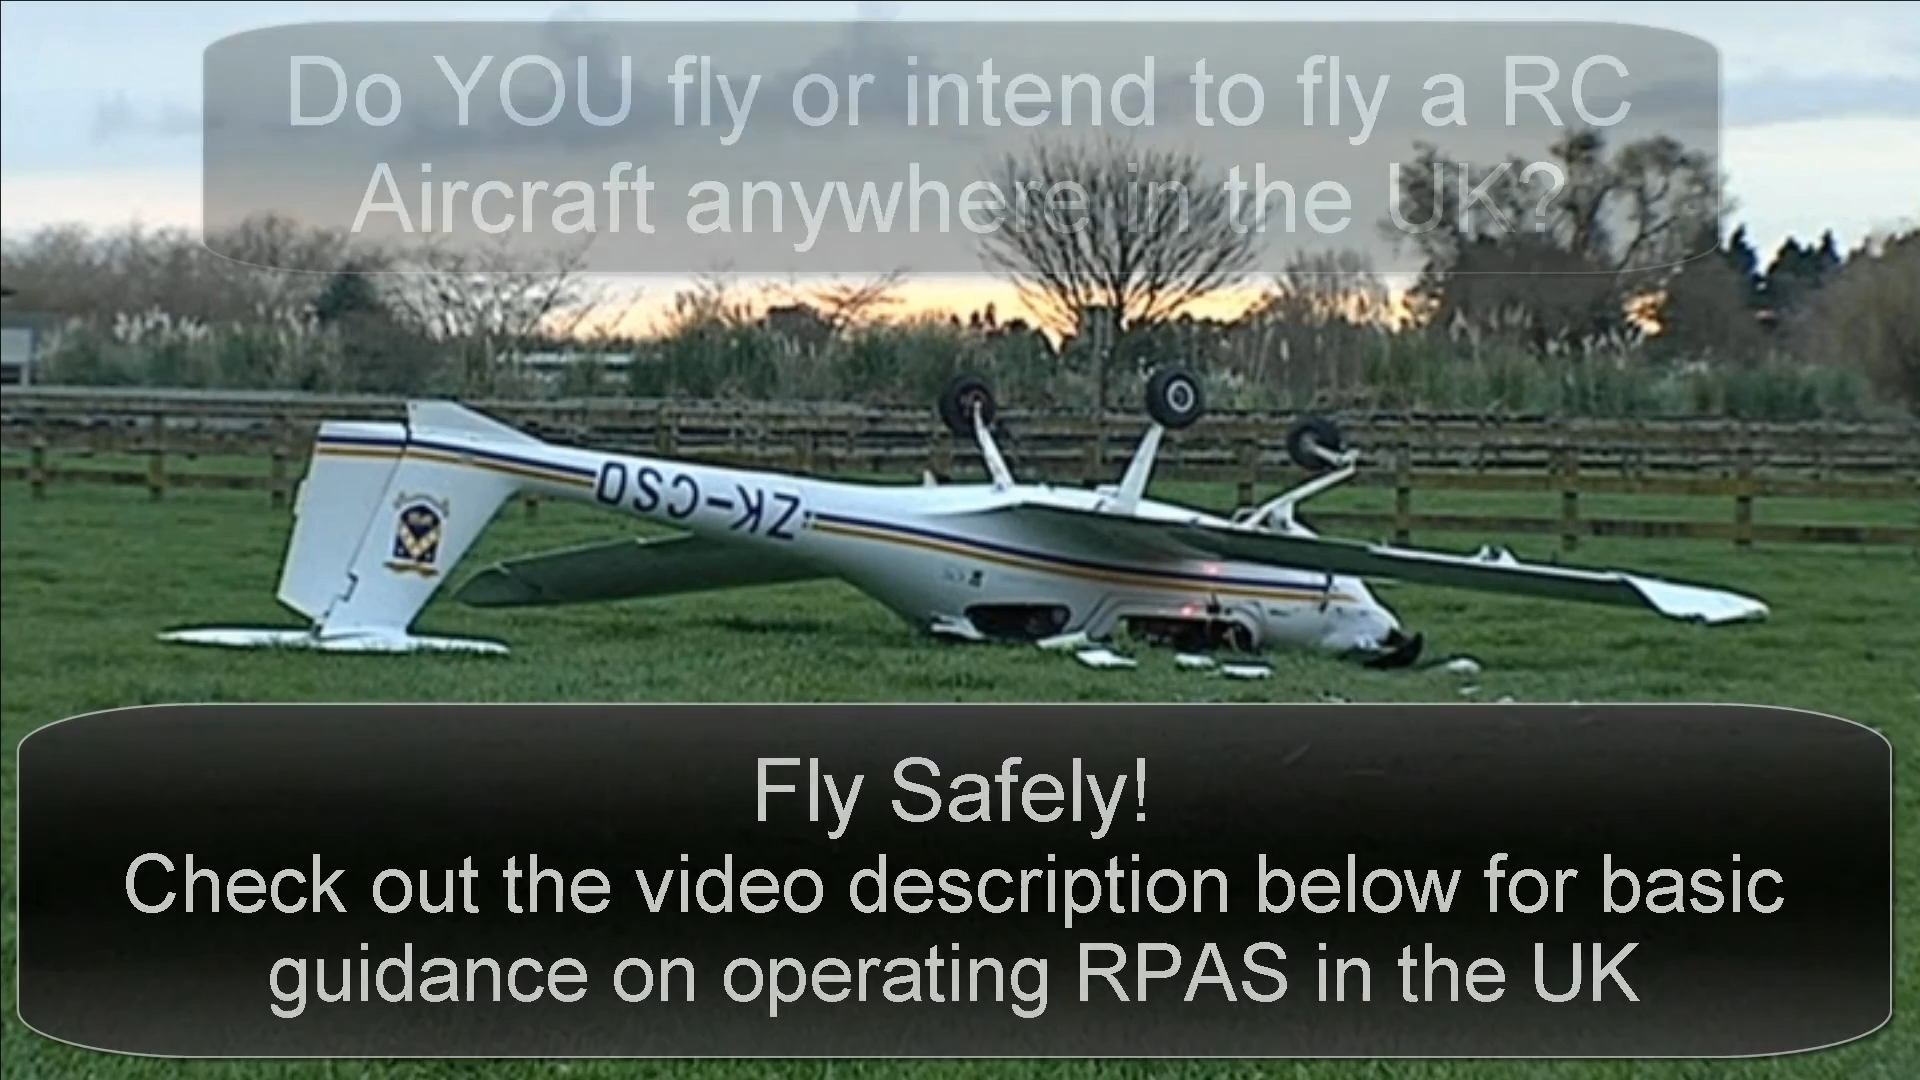 Do YOU fly or intend to fly a RC
Aircraft anywhere in the UK?
ZK-CSO
Fly Safely!
Check out the video description below for basic
guidance on operating RPAS in the UK